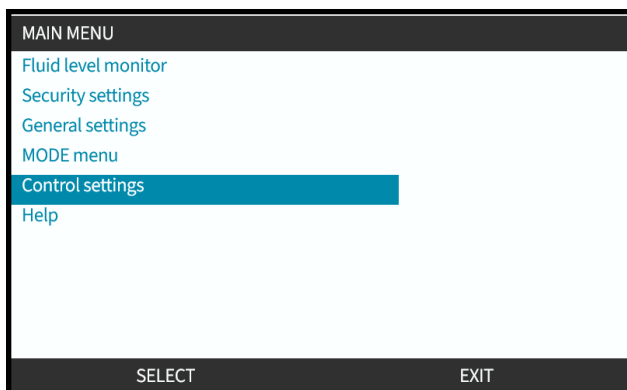 MAIN MENU
Fluid level monitor
Security settings
General settings
MODE menu
Control settings
Help
SELECT EXIT